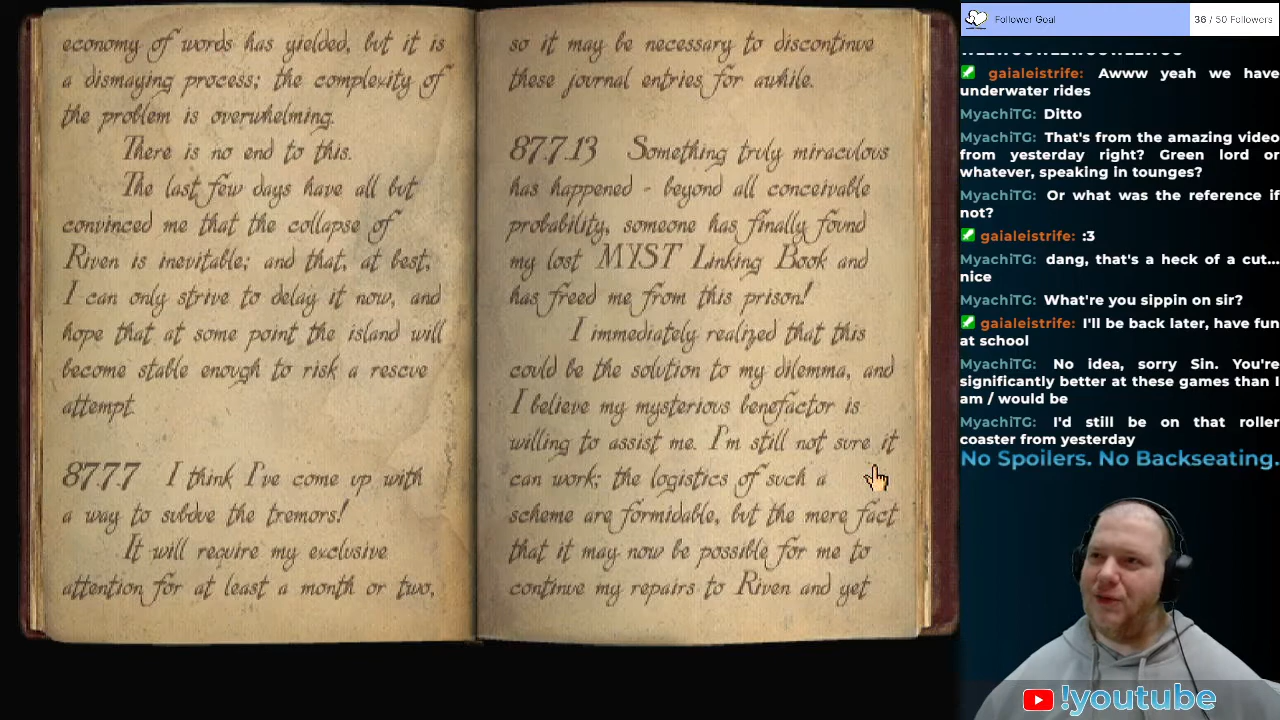 economy of words has yielded, but it is
a dismaying process; the complexity of
the problem is overwhelming.
There is no end to this.
The last few days have all but
convinced me that the collapse of
Riven is inevitable; and that, at best,
I can only strive to delay it now, and
hope that at some point the island will
become stable enough to risk a rescue
attempt.
87.7.7 I think I've come up with
a way to subdue the tremors!
It will require my exclusive
attention for at least a month or two,
so it may be necessary to discontinue
these journal entries for awhile.
87.7.13 Something truly miraculous
has happened - beyond all conceivable
probability, someone has finally found
my lost MYST Linking Book and
has freed me from this prison!
I immediately realized that this
could be the solution to my dilemma, and
I believe my mysterious benefactor is
willing to assist me. I'm still not sure it
can work; the logistics of such a
scheme are formidable, but the mere fact
that it may now be possible for me to
continue my repairs to Riven and yet
Follower Goal
36 / 50 Followers
gaialeistrife: Awww yeah we have
underwater rides
MyachiTG: Ditto
MyachiTG: That's from the amazing video
from yesterday right? Green lord or
whatever, speaking in tounges?
MyachiTG: Or what was the reference if
not?
gaialeistrife: :3
MyachiTG: dang, that's a heck of a cut...
nice
MyachiTG: What're you sippin on sir?
gaialeistrife: I'll be back later, have fun
at school
MyachiTG: No idea, sorry Sin. You're
significantly better at these games than I
am / would be
MyachiTG: I'd still be on that roller
coaster from yesterday
No Spoilers. No Backseating.
!youtube